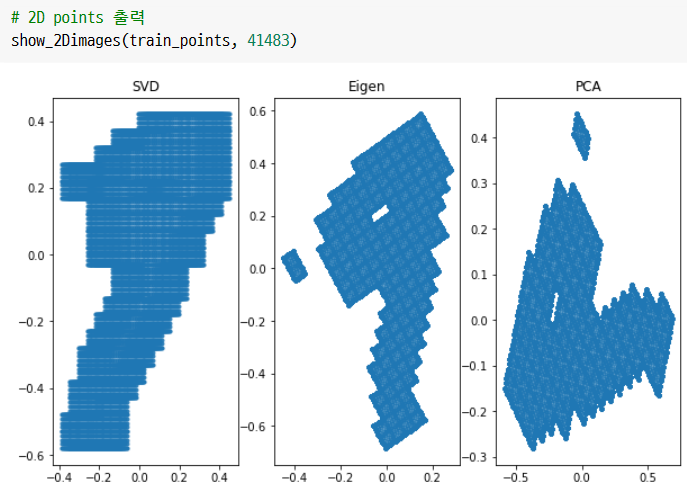 # 2D points 출력
show_2Dimages(train_points, 41483)
SVD
Eigen
PCA
0.4
0.2
0.0
−0.2
−0.4
−0.6
−0.4 −0.2 0.0 0.2 0.4
0.6
0.4
0.2
0.0
−0.2
−0.4
−0.6
−0.4 −0.2 0.0 0.2
0.4
0.3
0.2
0.1
0.0
−0.1
−0.2
−0.3
−0.5 0.0 0.5